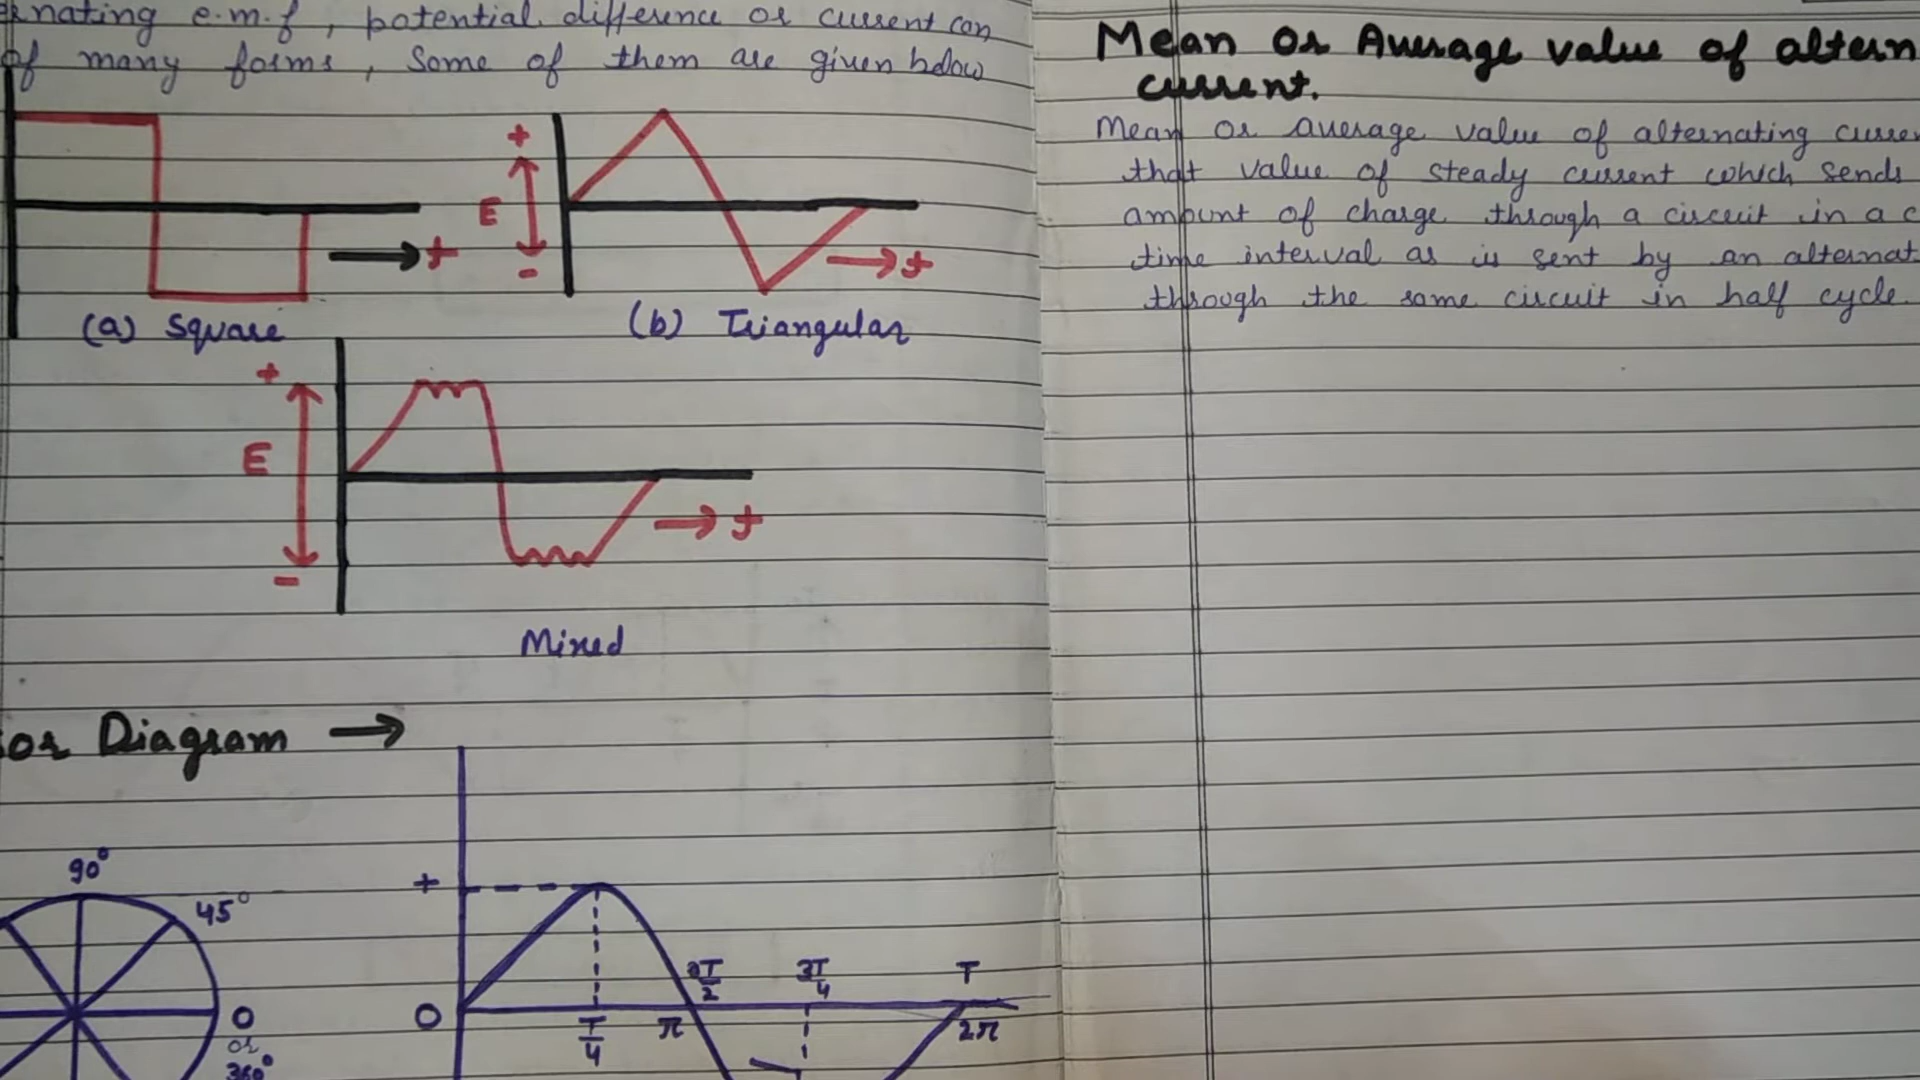 nating e.m.f, potential difference or current can
of many forms, Some of them are given below
+
E
-
t
t
(a) Square
(b) Triangular
+
E
-
t
Mixed
or Diagram →
90°
45°
0
or
360°
+
0
T/4
π
T/2
3T/4
T
2π
Mean or Average value of altern
current.
Mean or average value of alternating curre
that value of steady current which sends
amount of charge through a circuit in a c
time interval as is sent by an alternat
through the same circuit in half cycle.